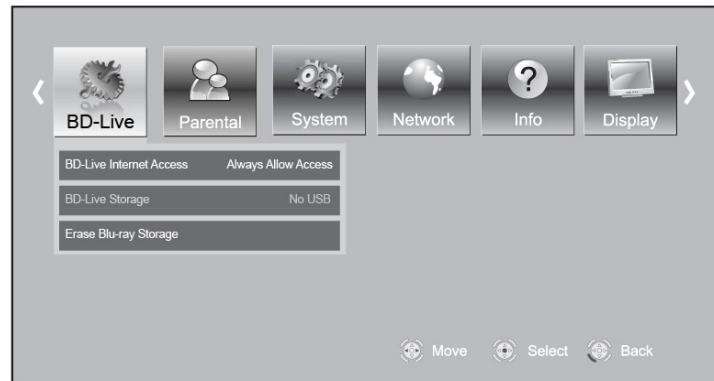 BD-Live Parental System Network Info Display
BD-Live Internet Access Always Allow Access
BD-Live Storage No USB
Erase Blu-ray Storage
Move Select Back